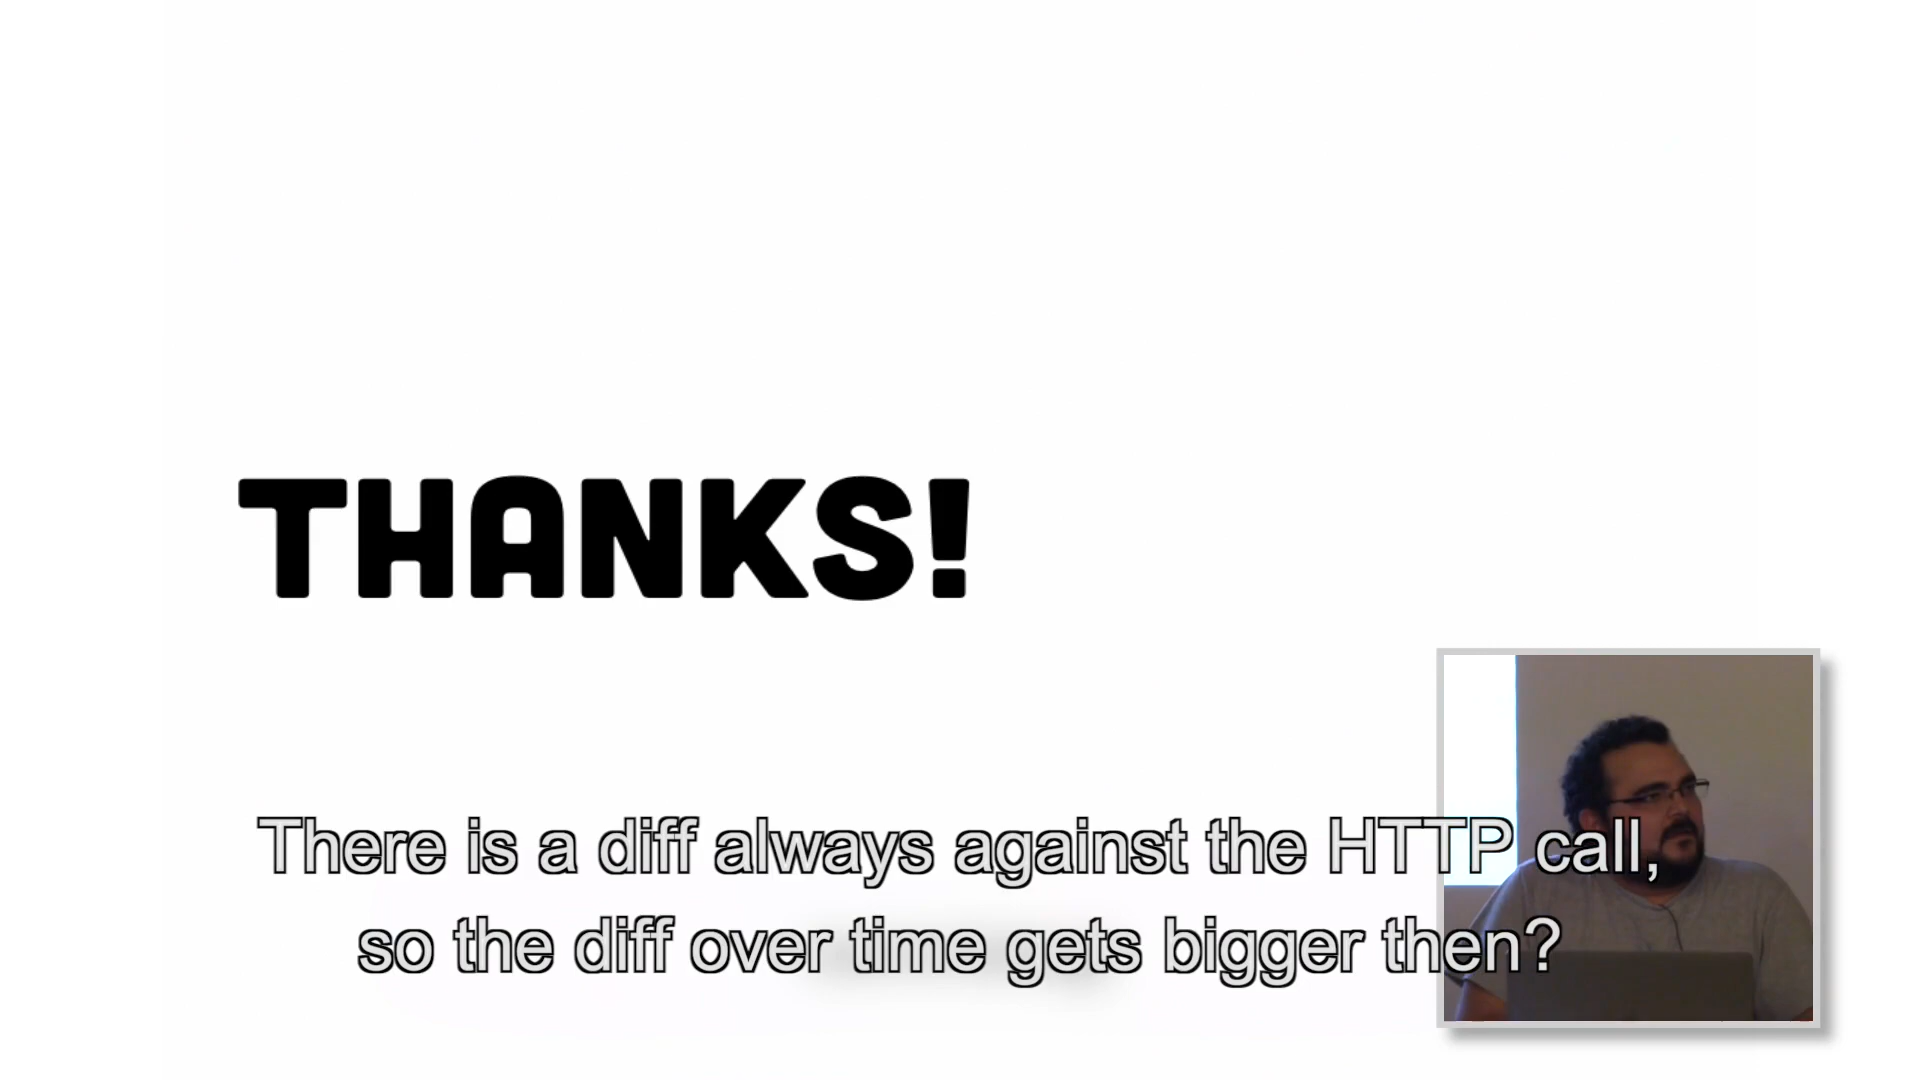 THANKS!
There is a diff always against the HTTP call,
so the diff over time gets bigger then?